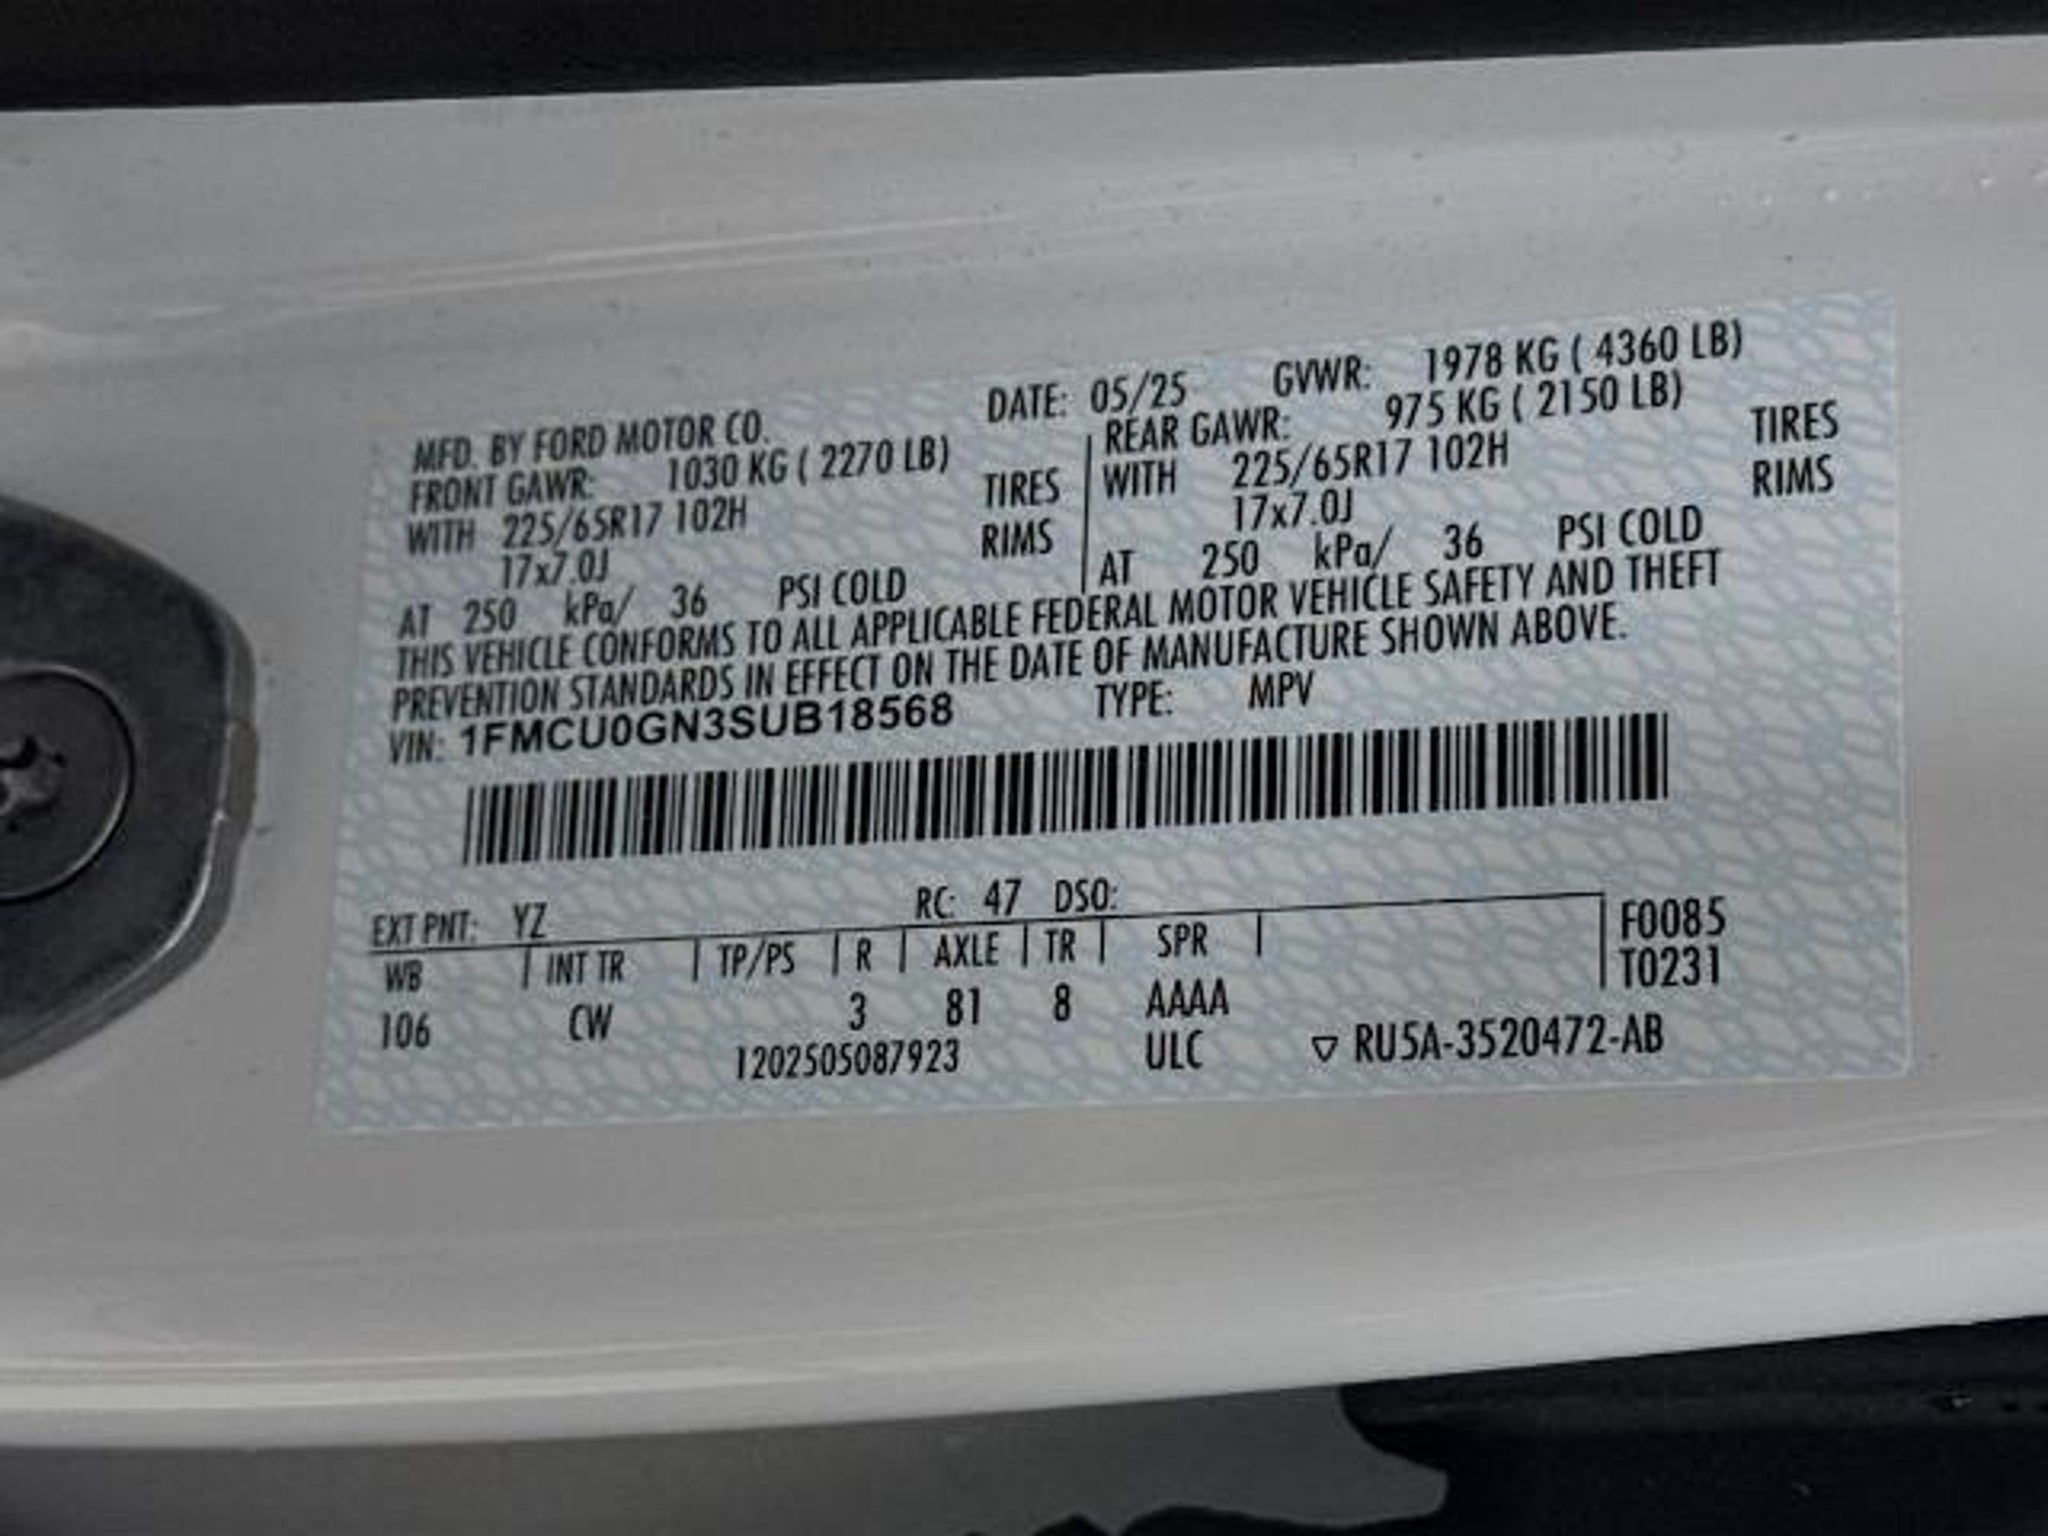 MFD. BY FORD MOTOR CO. DATE: 05/25 GVWR: 1978 KG ( 4360 LB)
FRONT GAWR: 1030 KG ( 2270 LB)
WITH 225/65R17 102H TIRES
17x7.0J RIMS
AT 250 kPa/ 36 PSI COLD
REAR GAWR: 975 KG ( 2150 LB)
WITH 225/65R17 102H TIRES
17x7.0J RIMS
AT 250 kPa/ 36 PSI COLD
THIS VEHICLE CONFORMS TO ALL APPLICABLE FEDERAL MOTOR VEHICLE SAFETY AND THEFT
PREVENTION STANDARDS IN EFFECT ON THE DATE OF MANUFACTURE SHOWN ABOVE.
VIN: 1FMCU0GN3SUB18568 TYPE: MPV
EXT PNT: YZ RC: 47 DSO:
WB INT TR TP/PS R AXLE TR SPR
106 CW 3 81 8 AAAA
F0085
T0231
1202505087923 ULC ▽ RU5A-3520472-AB